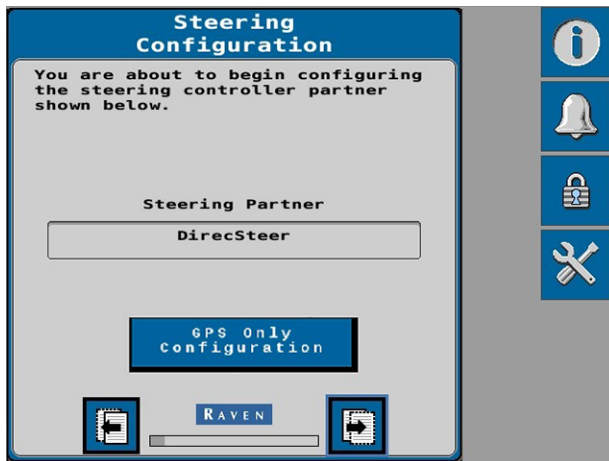 Steering
Configuration
You are about to begin configuring
the steering controller partner
shown below.
Steering Partner
DirecSteer
GPS Only
Configuration
RAVEN